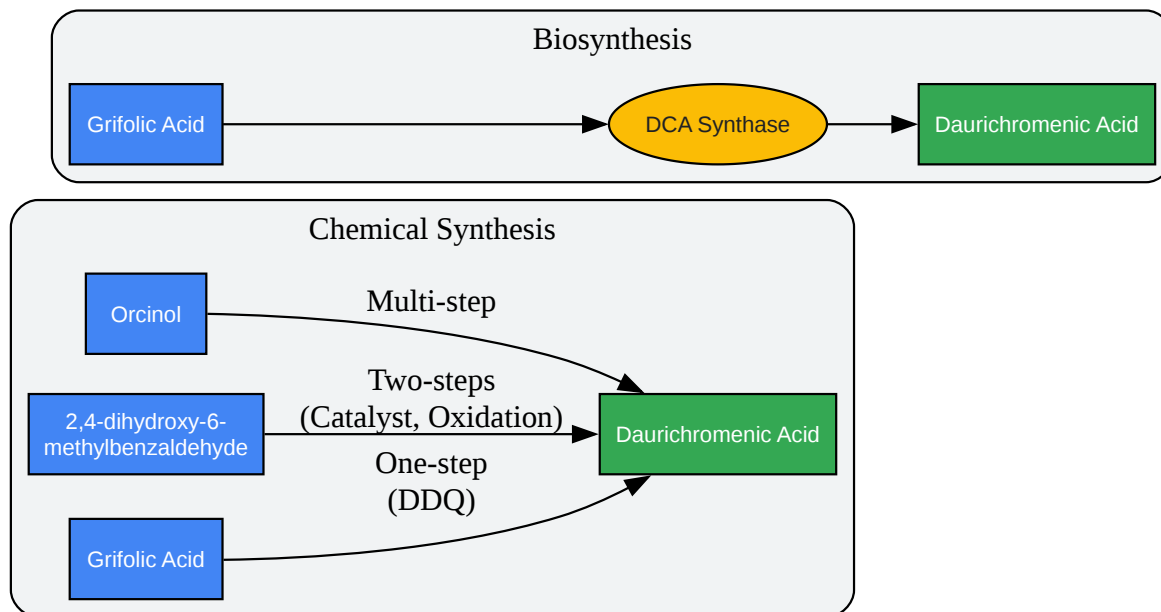 Biosynthesis
Grifolic Acid
DCA Synthase
Daurichromenic Acid
Chemical Synthesis
Orcinol
Multi-step
2,4-dihydroxy-6-
methylbenzaldehyde
Two-steps
(Catalyst, Oxidation)
Daurichromenic Acid
One-step
(DDQ)
Grifolic Acid